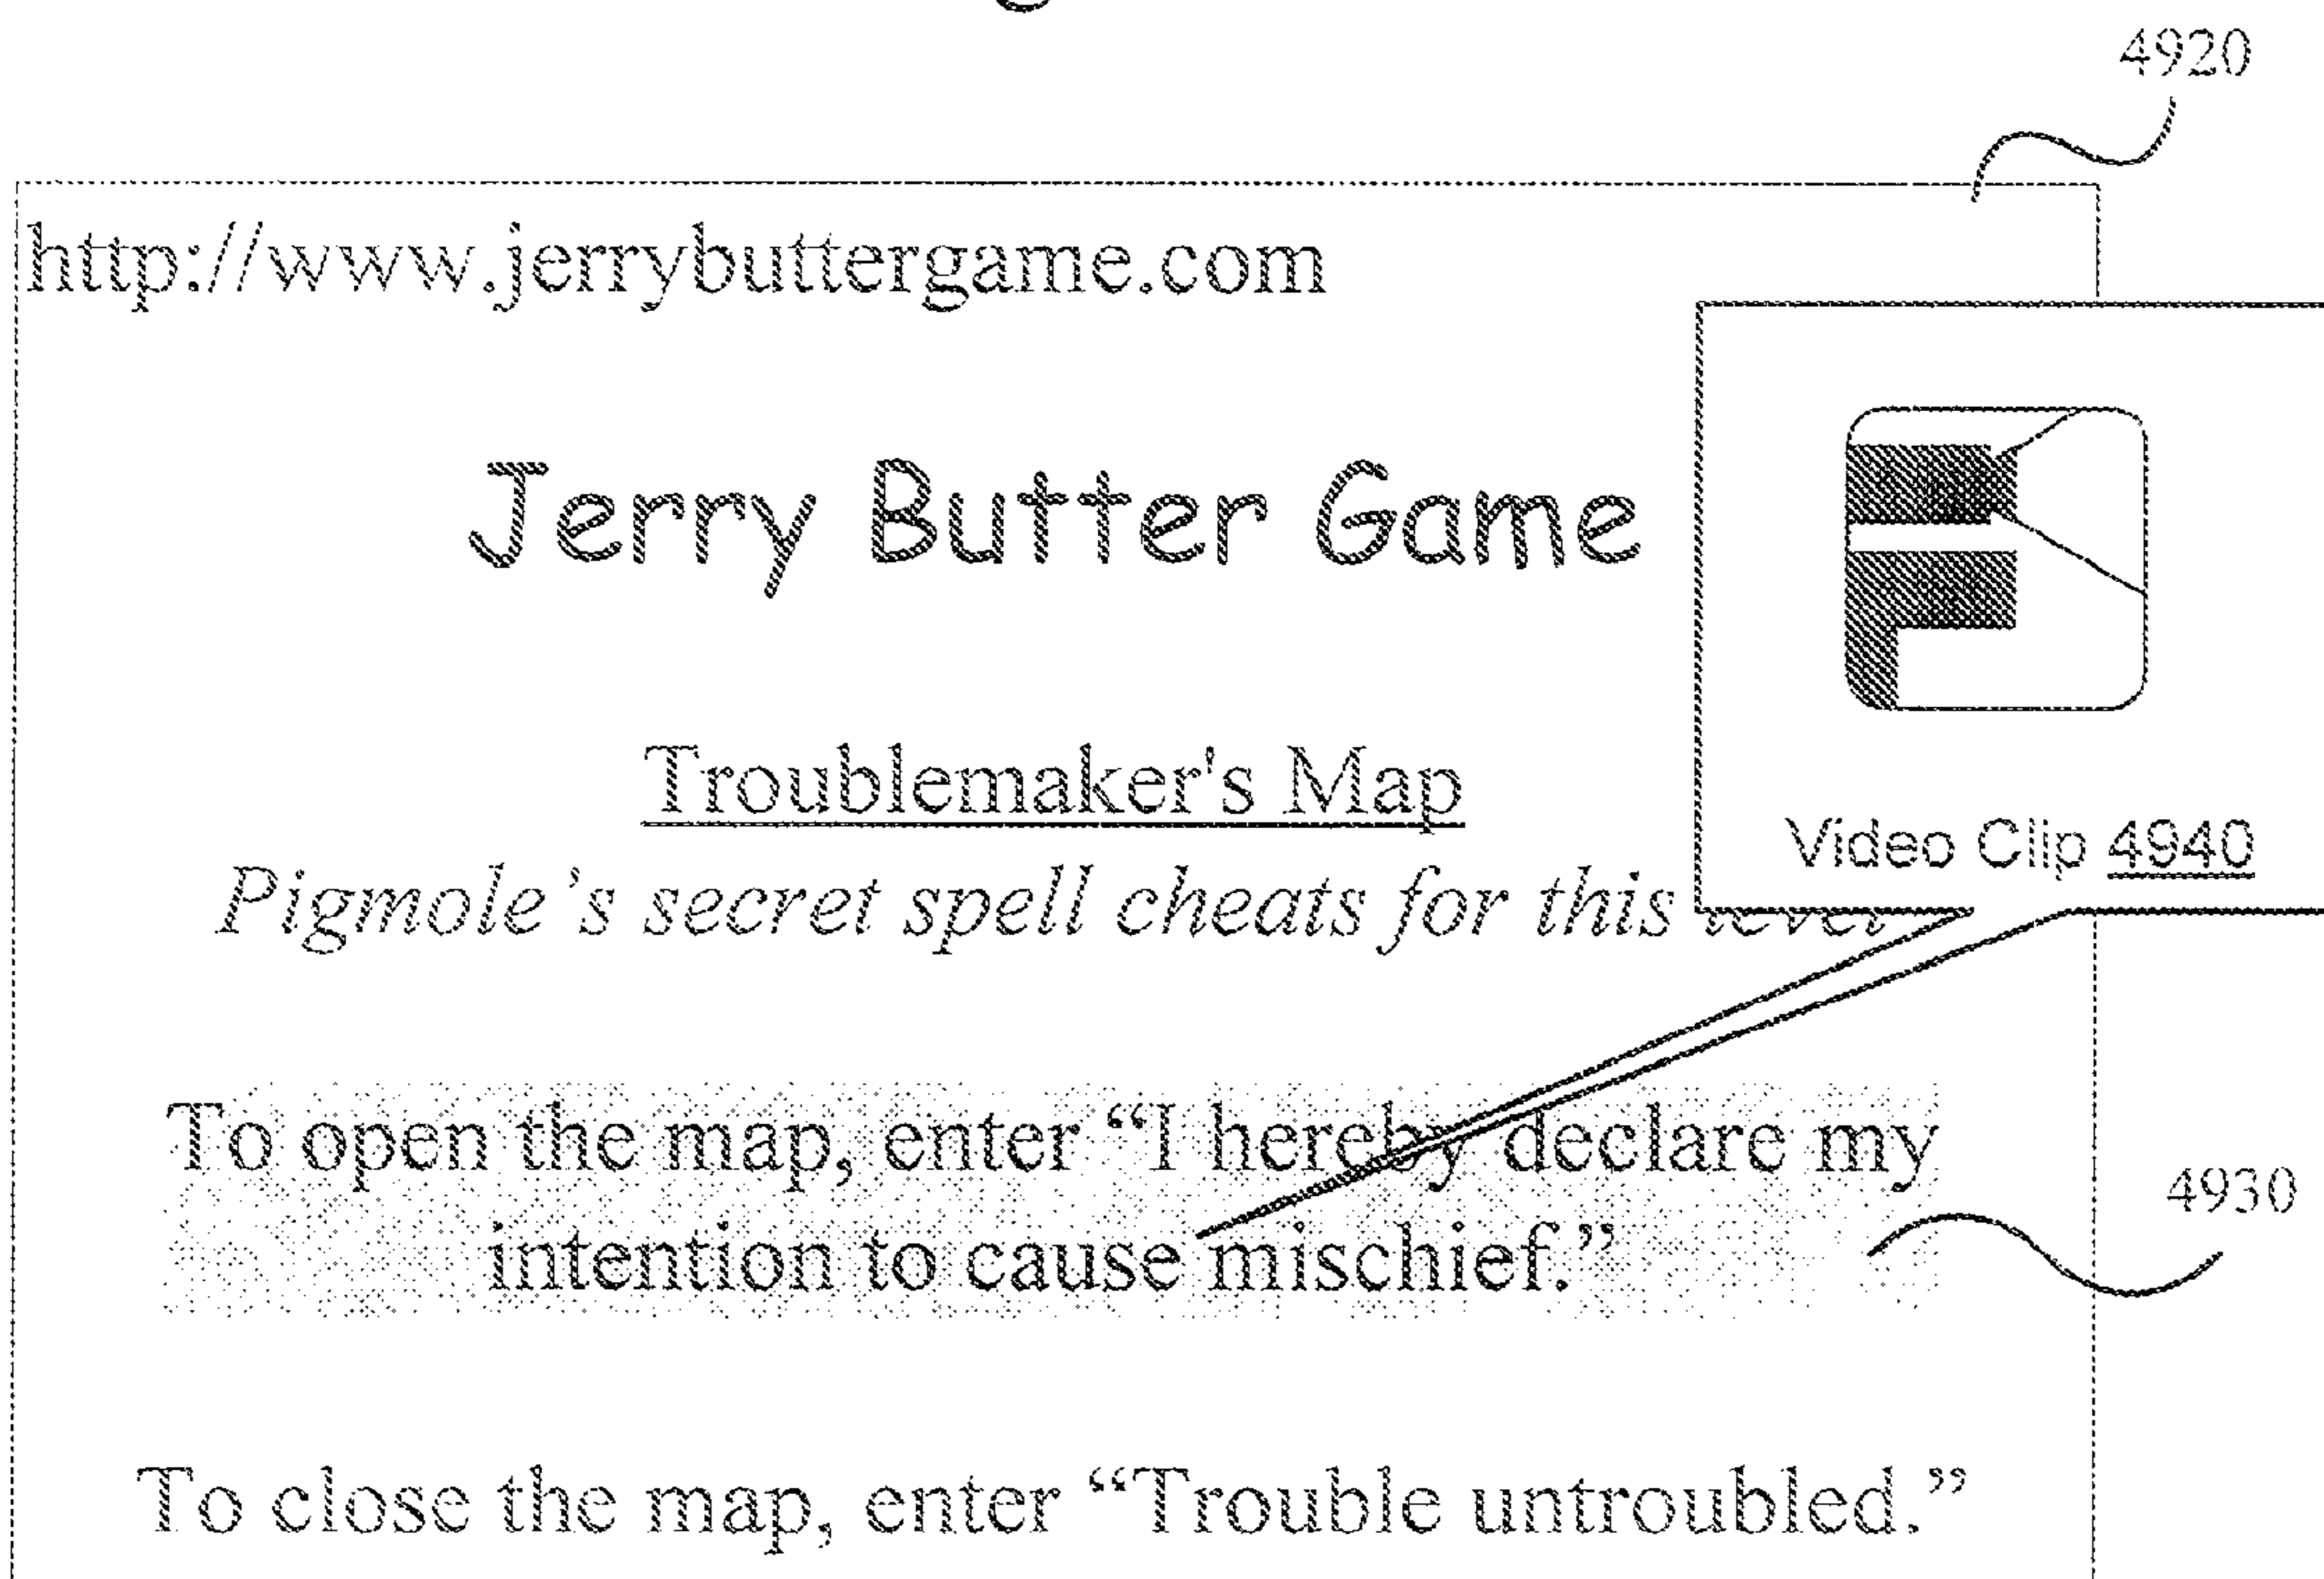 4920
http://www.jerrybuttergame.com
Jerry Butter Game
Troublemaker's Map
Video Clip 4940
Pigmole's secret spell cheats for this level
To open the map, enter “I hereby declare my
intention to cause mischief.”
4930
To close the map, enter “Trouble untroubled.”